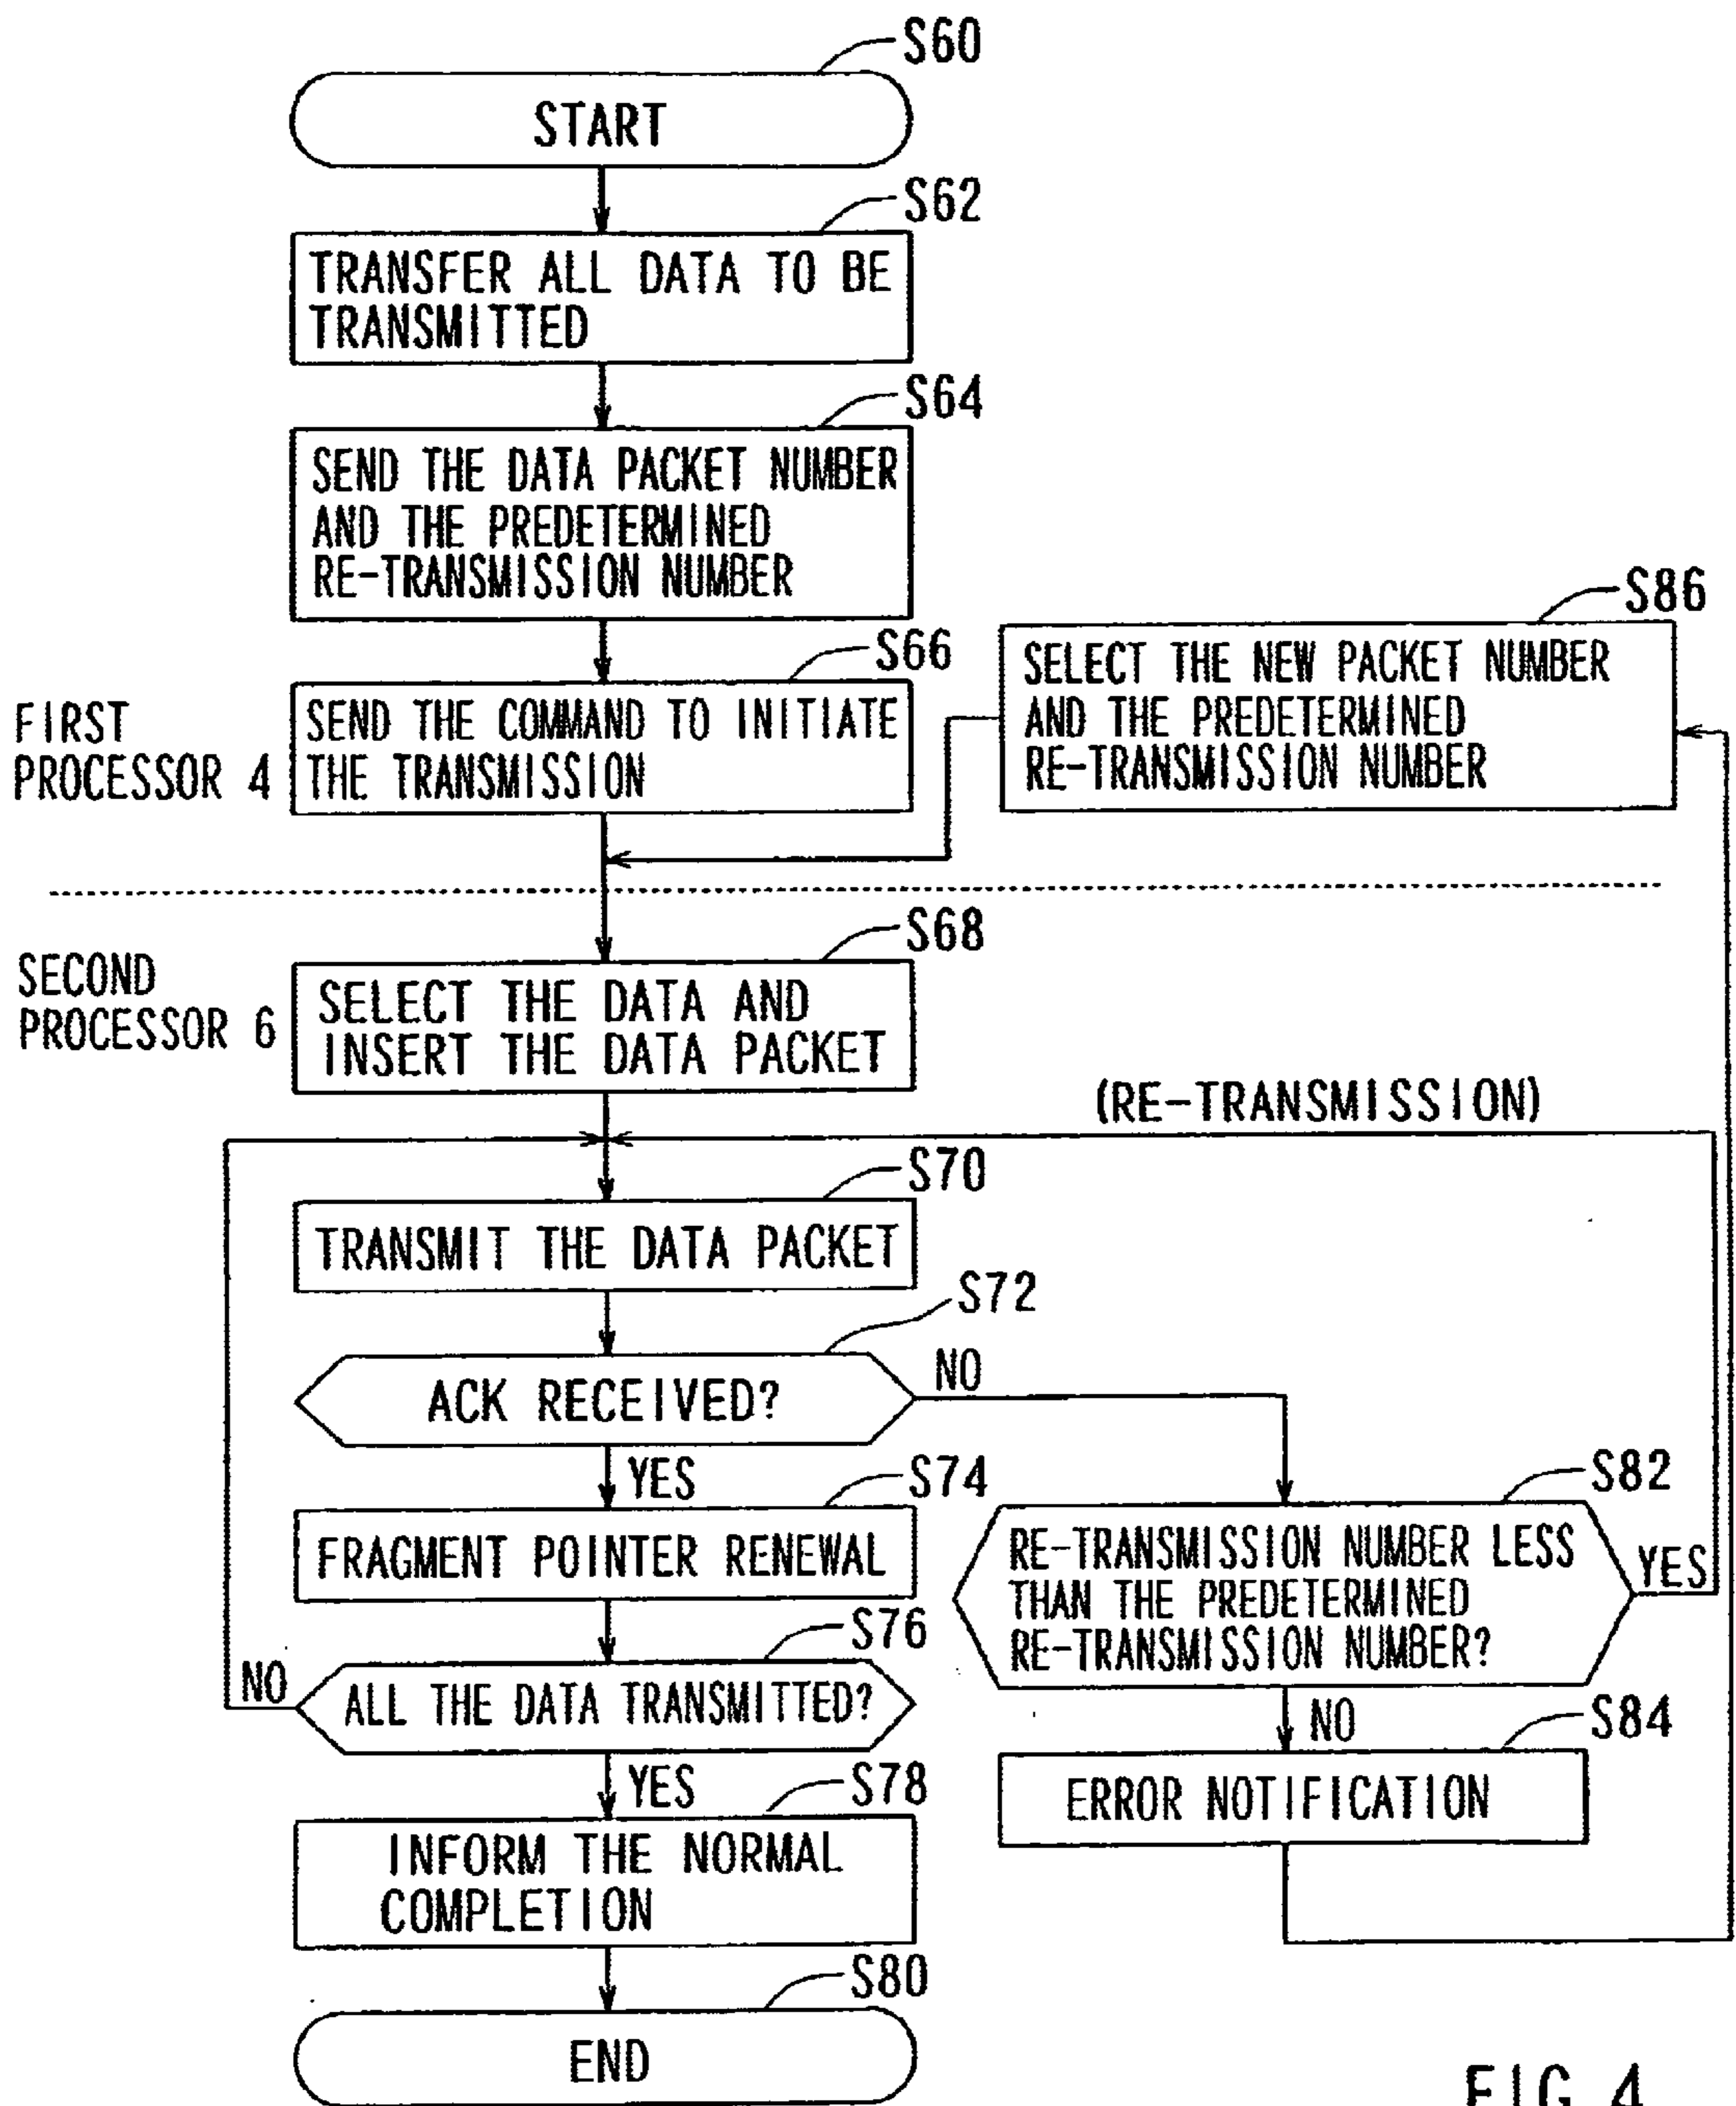 S60
START
S62
TRANSFER ALL DATA TO BE
TRANSMITTED
S64
SEND THE DATA PACKET NUMBER
AND THE PREDETERMINED
RE-TRANSMISSION NUMBER
S86
SELECT THE NEW PACKET NUMBER
AND THE PREDETERMINED
RE-TRANSMISSION NUMBER
S66
FIRST
PROCESSOR 4
SEND THE COMMAND TO INITIATE
THE TRANSMISSION
S68
SECOND
PROCESSOR 6
SELECT THE DATA AND
INSERT THE DATA PACKET
(RE-TRANSMISSION)
S70
TRANSMIT THE DATA PACKET
S72
ACK RECEIVED?
NO
YES
S74
FRAGMENT POINTER RENEWAL
S82
RE-TRANSMISSION NUMBER LESS
THAN THE PREDETERMINED
RE-TRANSMISSION NUMBER?
YES
S76
NO
ALL THE DATA TRANSMITTED?
NO
S84
ERROR NOTIFICATION
YES
S78
INFORM THE NORMAL
COMPLETION
S80
END
FIG 4